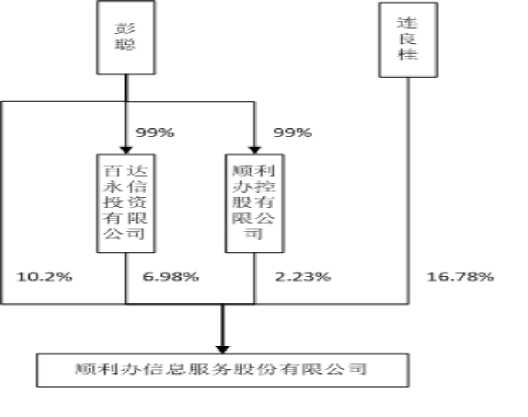 彭
聪
连
良
桂
99%
99%
百达
永信
投资
有限
公司
顺利
办控
股有
限公
司
10.2%
6.98%
2.23%
16.78%
顺利办信息服务股份有限公司